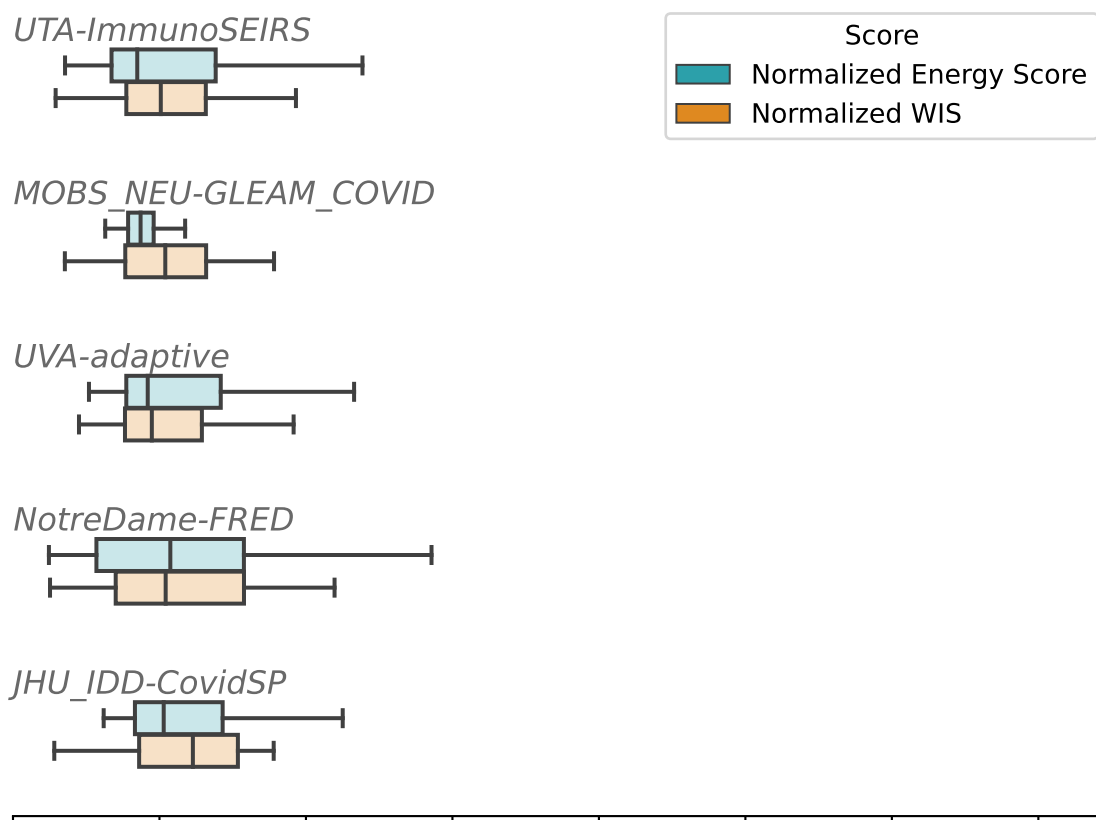 UTA-ImmunoSEIRS
Score
Normalized Energy Score
Normalized WIS
MOBS_NEU-GLEAM_COVID
UVA-adaptive
NotreDame-FRED
JHU_IDD-CovidSP